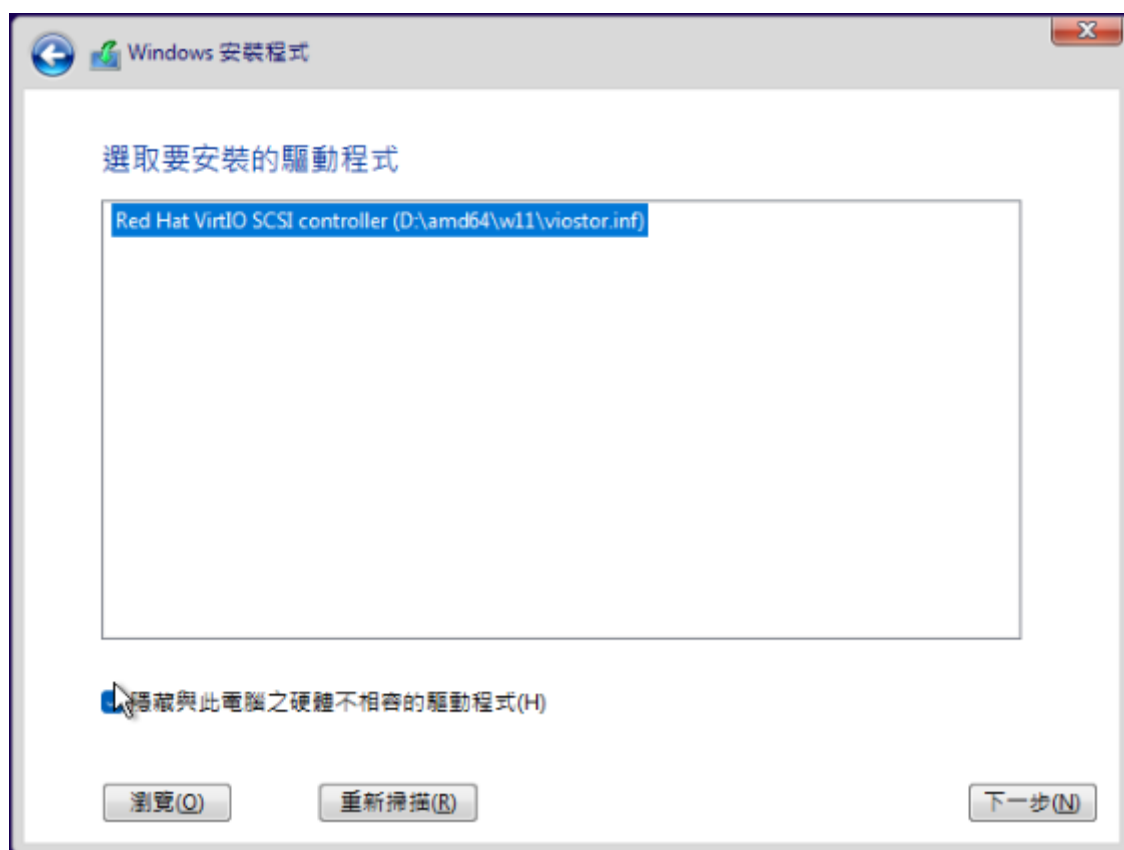 Windows 安裝程式
選取要安裝的驅動程式
Red Hat VirtIO SCSI controller (D:\amd64\w11\viostor.inf)
隱藏與此電腦之硬體不相容的驅動程式(H)
瀏覽(O)
重新掃描(R)
下一步(N)